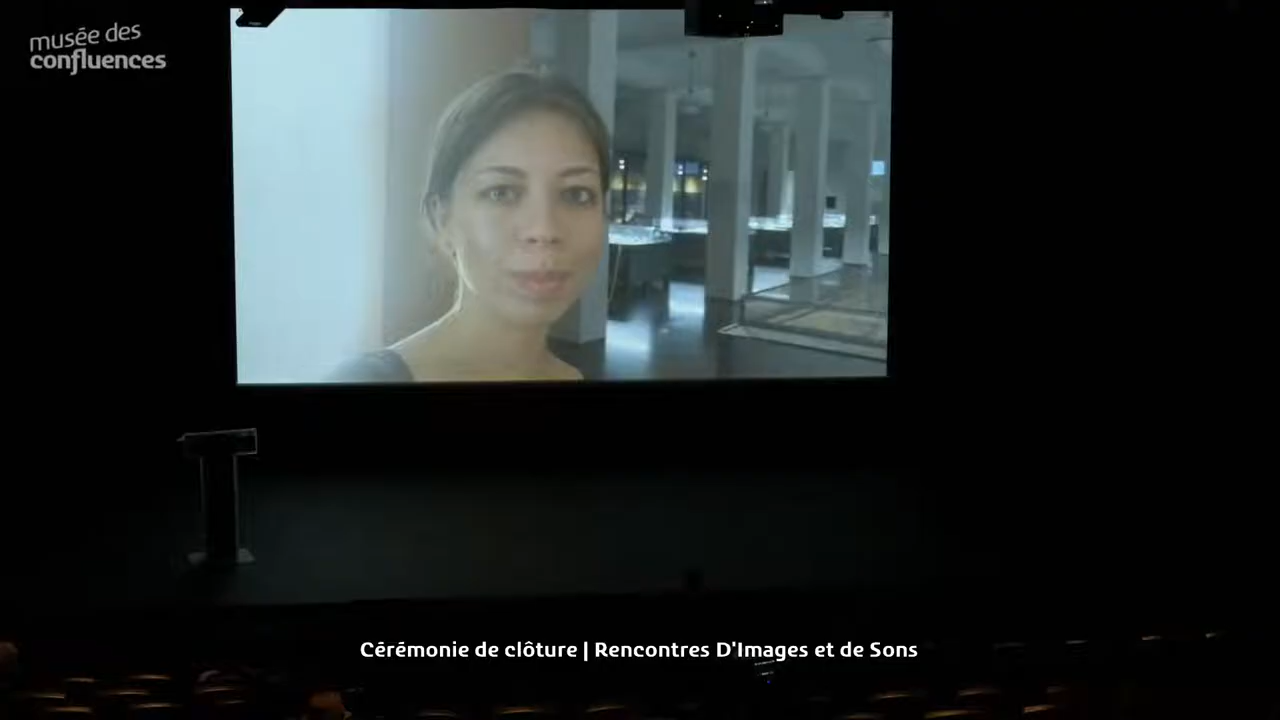 musée des
confluences
Cérémonie de clôture | Rencontres D'Images et de Sons